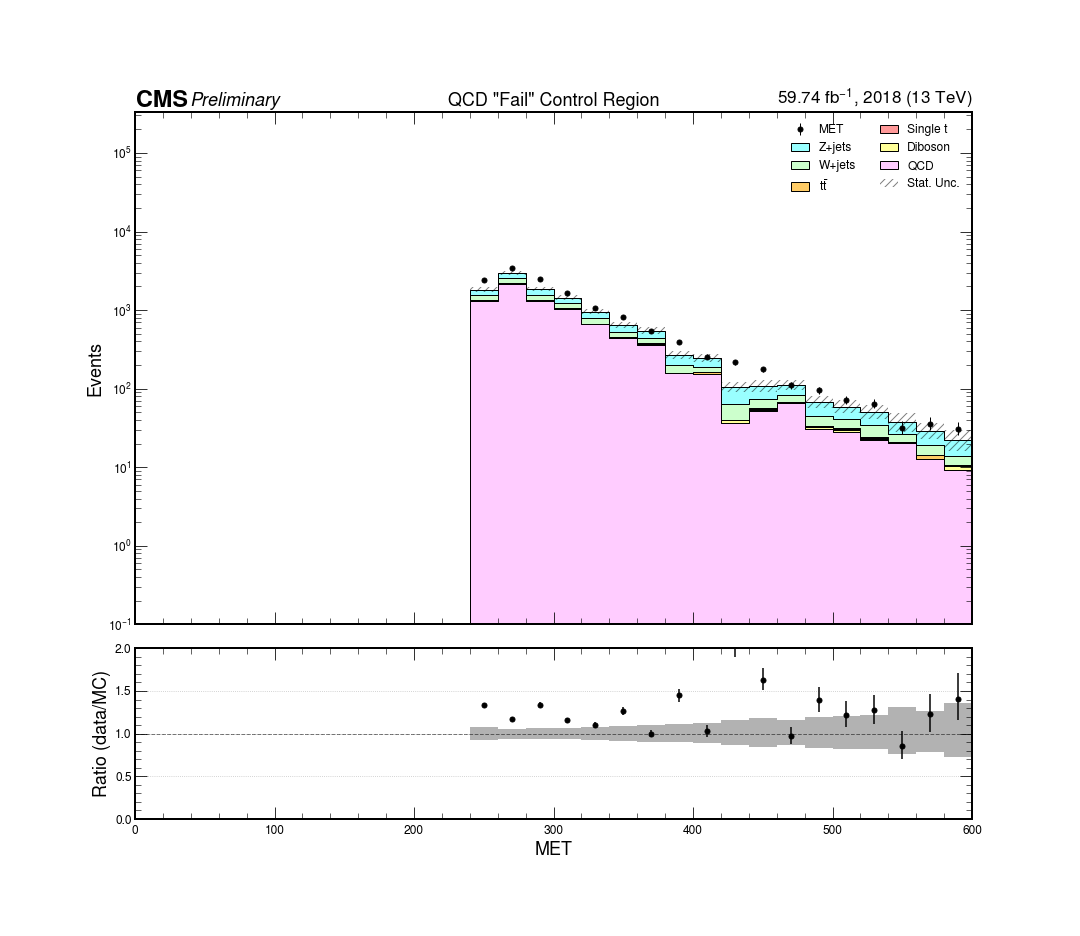 CMS Preliminary QCD "Fail" Control Region 59.74 fb⁻¹, 2018 (13 TeV)
MET Single t
Z+jets Diboson
W+jets QCD
tt̄ Stat. Unc.
10⁵
10⁴
10³
10²
10¹
10⁰
10⁻¹
Events
2.0
1.5
1.0
0.5
0.0
Ratio (data/MC)
0 100 200 300 400 500 600
MET